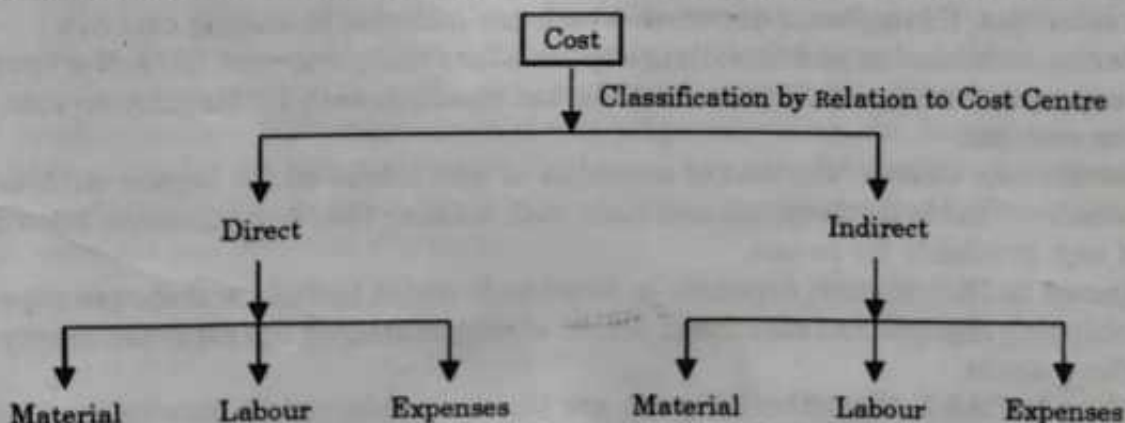 Cost
Classification by Relation to Cost Centre
Direct Indirect
Material Labour Expenses Material Labour Expenses